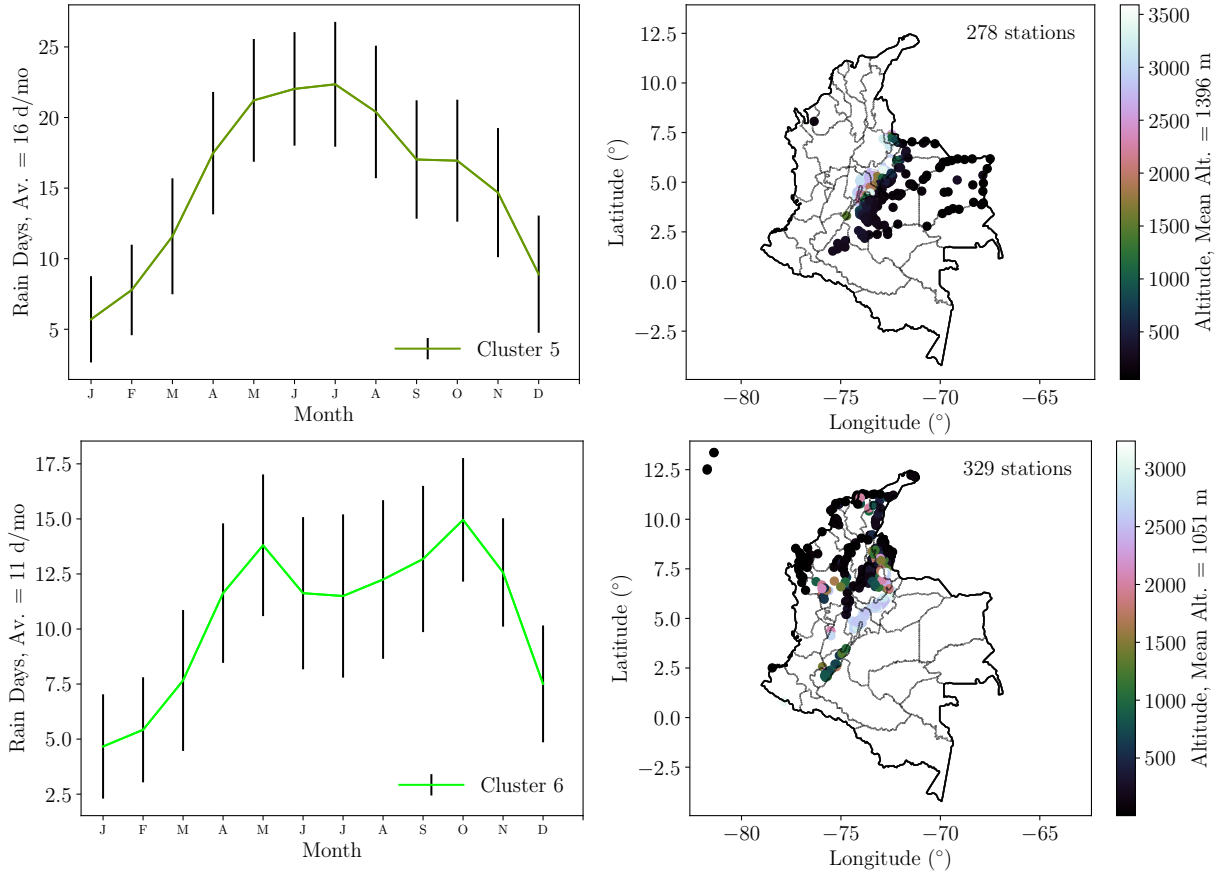 Rain Days, Av. = 16 d/mo
25
20
15
10
5
J F M A M J J A S O N D
Month
Cluster 5
278 stations
Latitude (°)
12.5
10.0
7.5
5.0
2.5
0.0
−2.5
−80 −75 −70 −65
Longitude (°)
3500
3000
2500
2000
1500
1000
500
Altitude, Mean Alt. = 1396 m
Rain Days, Av. = 11 d/mo
17.5
15.0
12.5
10.0
7.5
5.0
2.5
J F M A M J J A S O N D
Month
Cluster 6
329 stations
Latitude (°)
12.5
10.0
7.5
5.0
2.5
0.0
−2.5
−80 −75 −70 −65
Longitude (°)
3000
2500
2000
1500
1000
500
Altitude, Mean Alt. = 1051 m